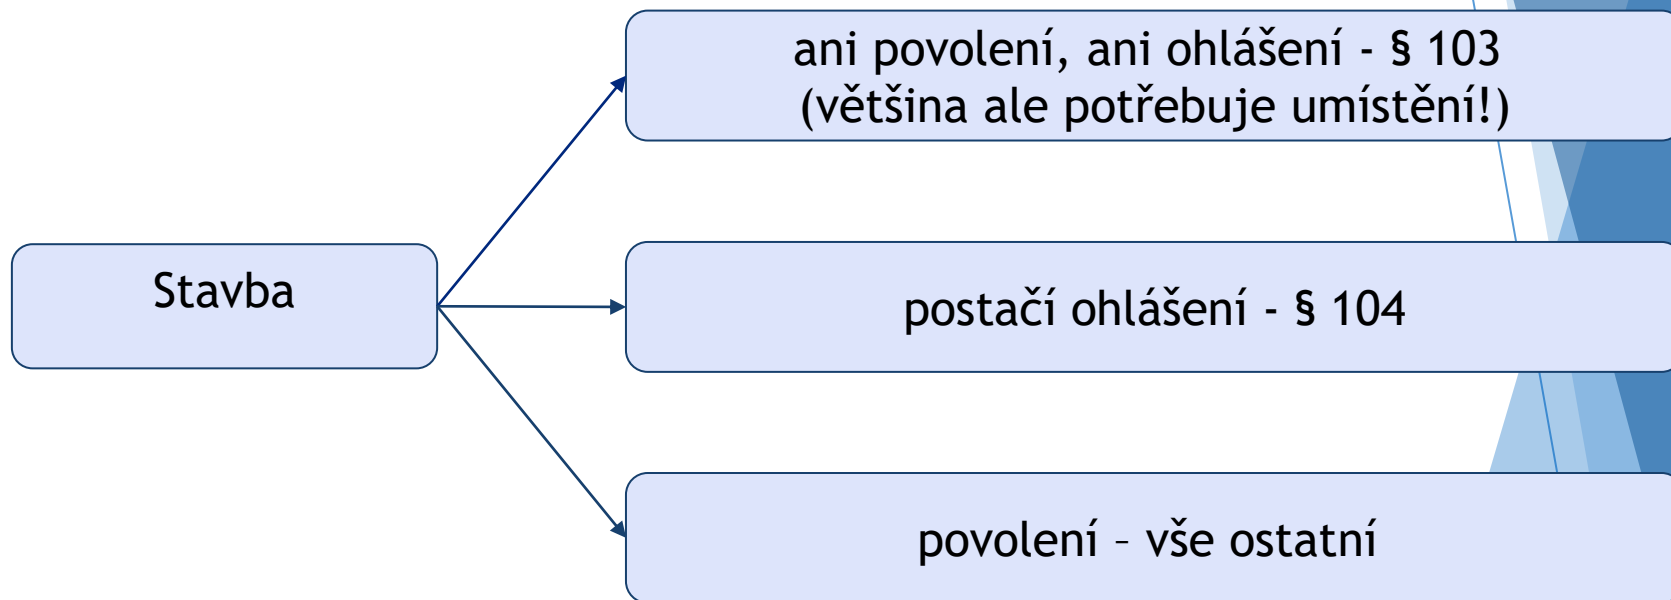 ani povolení, ani ohlášení - § 103
(většina ale potřebuje umístění!)
Stavba
postačí ohlášení - § 104
povolení – vše ostatní